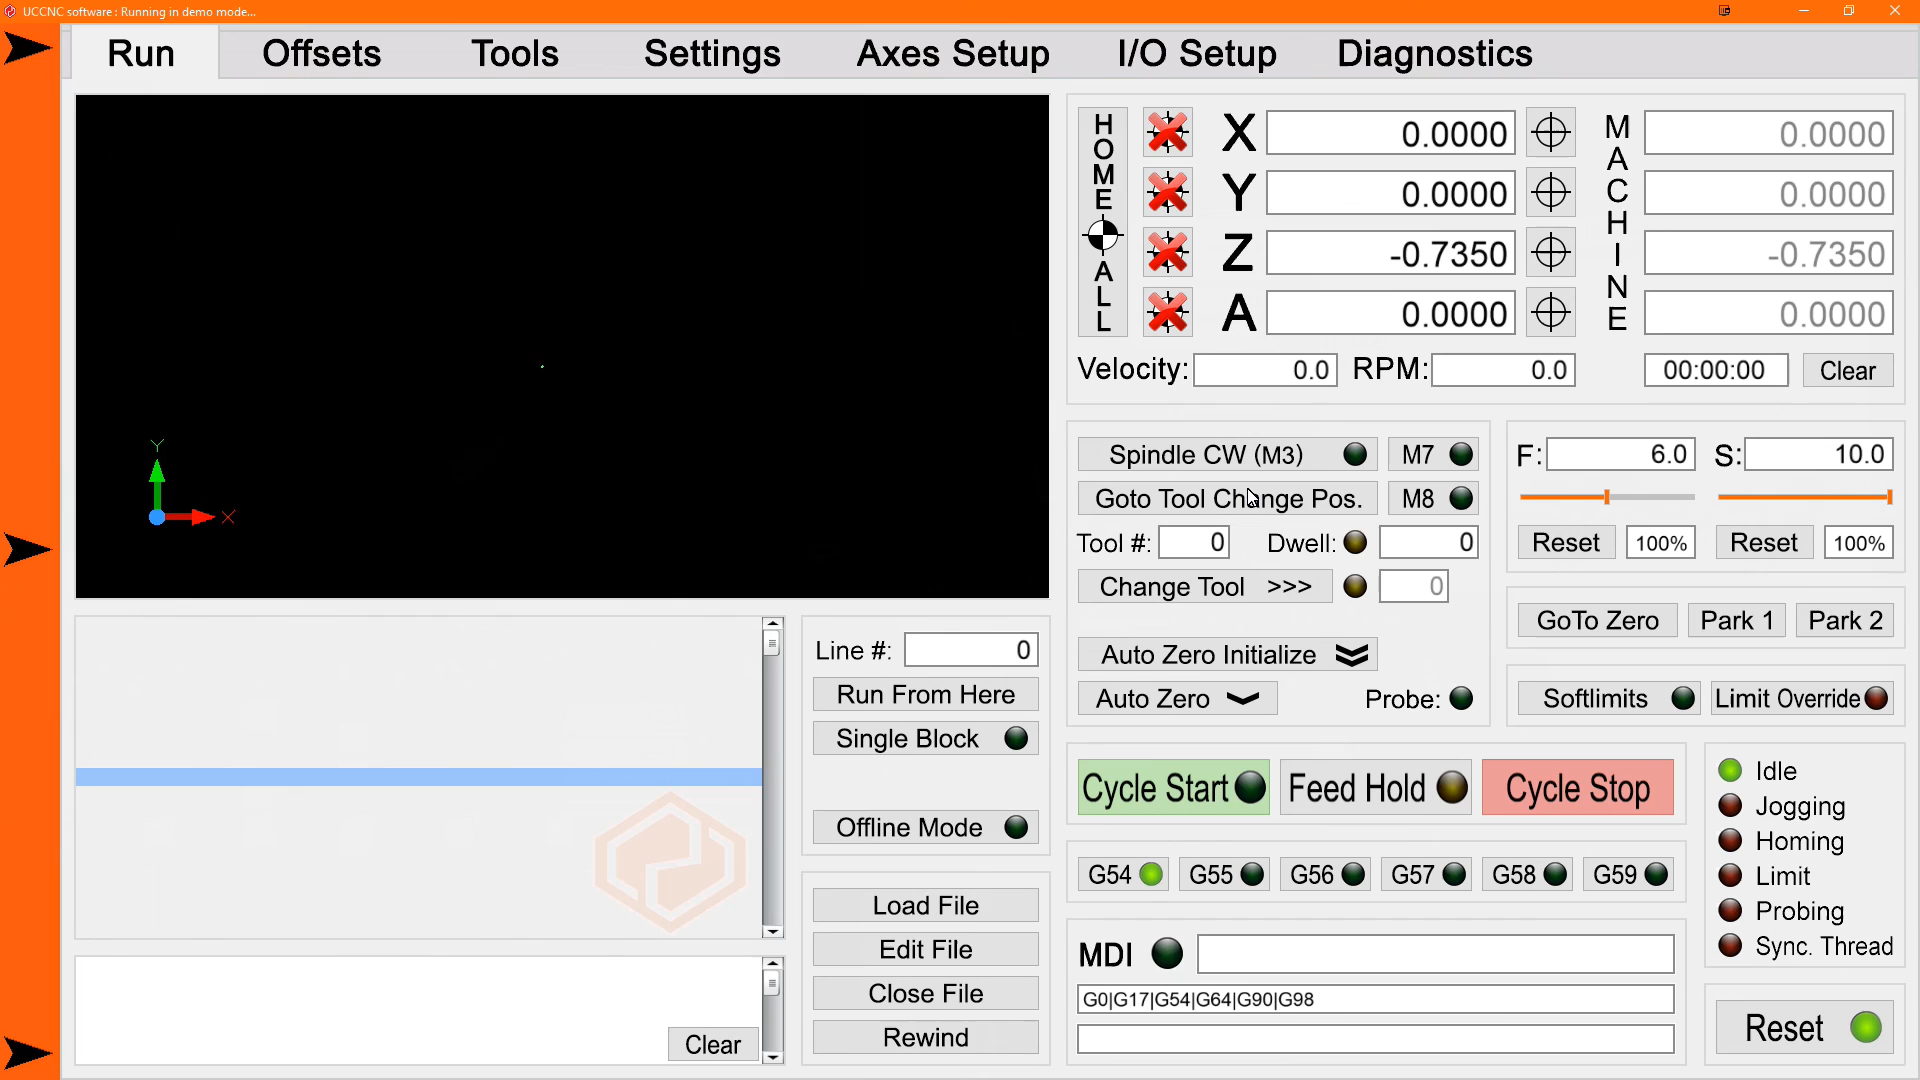 UCCNC software : Running in demo mode...
Run Offsets Tools Settings Axes Setup I/O Setup Diagnostics
HOME ALL
X 0.0000
Y 0.0000
Z -0.7350
A 0.0000
MACHINE
0.0000
0.0000
-0.7350
0.0000
Velocity: 0.0 RPM: 0.0 00:00:00 Clear
Y
X
Spindle CW (M3) M7
Goto Tool Change Pos. M8
Tool #: 0 Dwell: 0
Change Tool >>> 0
Auto Zero Initialize
Auto Zero Probe:
F: 6.0 S: 10.0
Reset 100% Reset 100%
GoTo Zero Park 1 Park 2
Softlimits Limit Override
Line #: 0
Run From Here
Single Block
Offline Mode
Load File
Edit File
Close File
Rewind
Clear
Cycle Start Feed Hold Cycle Stop
G54 G55 G56 G57 G58 G59
MDI
G0|G17|G54|G64|G90|G98
Idle
Jogging
Homing
Limit
Probing
Sync. Thread
Reset